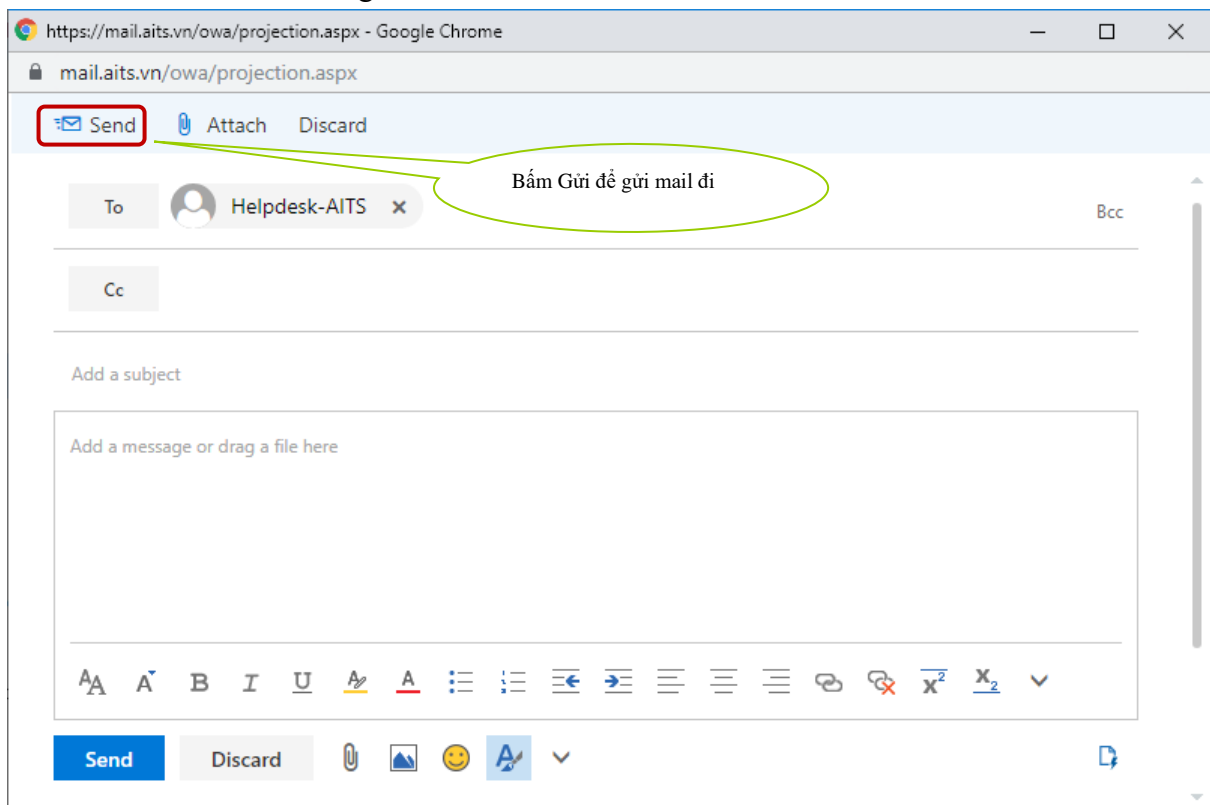 https://mail.aits.vn/owa/projection.aspx - Google Chrome
mail.aits.vn/owa/projection.aspx
Send Attach Discard
Bấm Gửi để gửi mail đi
To Helpdesk-AITS Bcc
Cc
Add a subject
Add a message or drag a file here
Send Discard